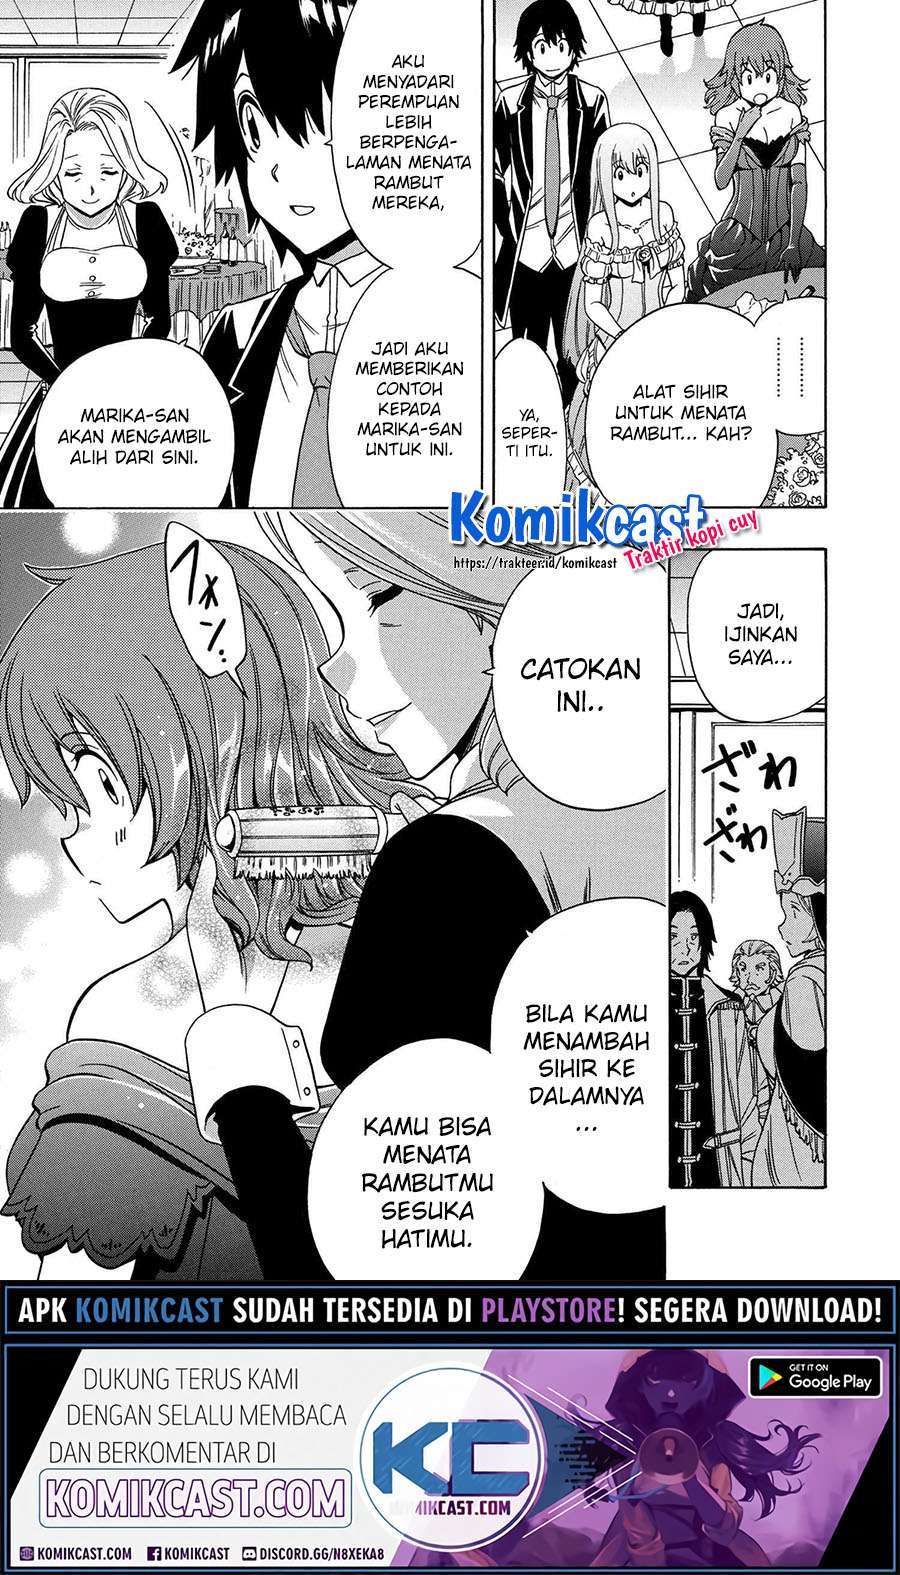 ALAT SIHIR
UNTUK MENATA
RAMBUT... KAH?
YA,
SEPER-
TI ITU.
AKU
MENYADARI
PEREMPUAN
LEBIH
BERPENGA-
LAMAN MENATA
RAMBUT
MEREKA,
JADI AKU
MEMBERIKAN
CONTOH
KEPADA
MARIKA-SAN
UNTUK INI.
MARIKA-SAN
AKAN MENGAMBIL
ALIH DARI SINI.
Komikcast
Traktir kopi cuy
https://trakteer.id/komikcast
JADI,
IJINKAN
SAYA...
ざわ
ざわ
CATOKAN
INI..
BILA KAMU
MENAMBAH
SIHIR KE
DALAMNYA
...
KAMU BISA
MENATA
RAMBUTMU
SESUKA
HATIMU.
APK KOMIKCAST SUDAH TERSEDIA DI PLAYSTORE! SEGERA DOWNLOAD!
DUKUNG TERUS KAMI
DENGAN SELALU MEMBACA
DAN BERKOMENTAR DI
KOMIKCAST.COM
KOMIKCAST.COM KOMIKCAST DISCORD.GG/N8XEKA8
KC
GET IT ON
Google Play